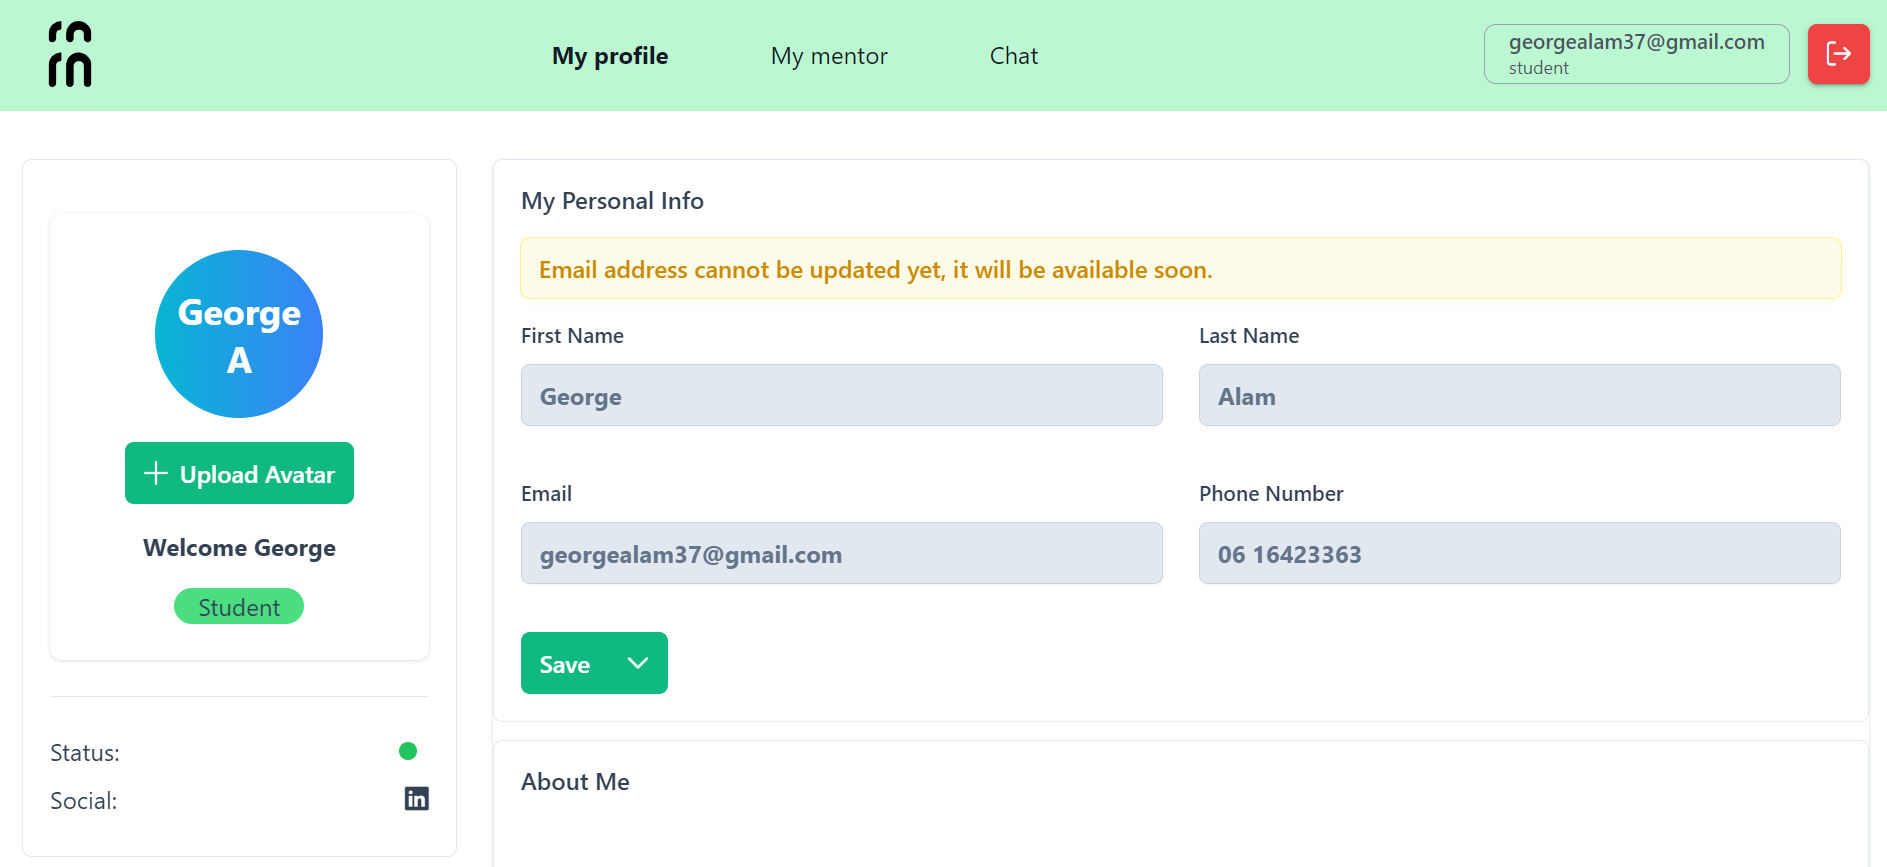 My profile
My mentor
Chat
georgealam37@gmail.com
student
George
A
Upload Avatar
Welcome George
Student
Status:
Social:
in
My Personal Info
Email address cannot be updated yet, it will be available soon.
First Name
Last Name
George
Alam
Email
Phone Number
georgealam37@gmail.com
06 16423363
Save
About Me